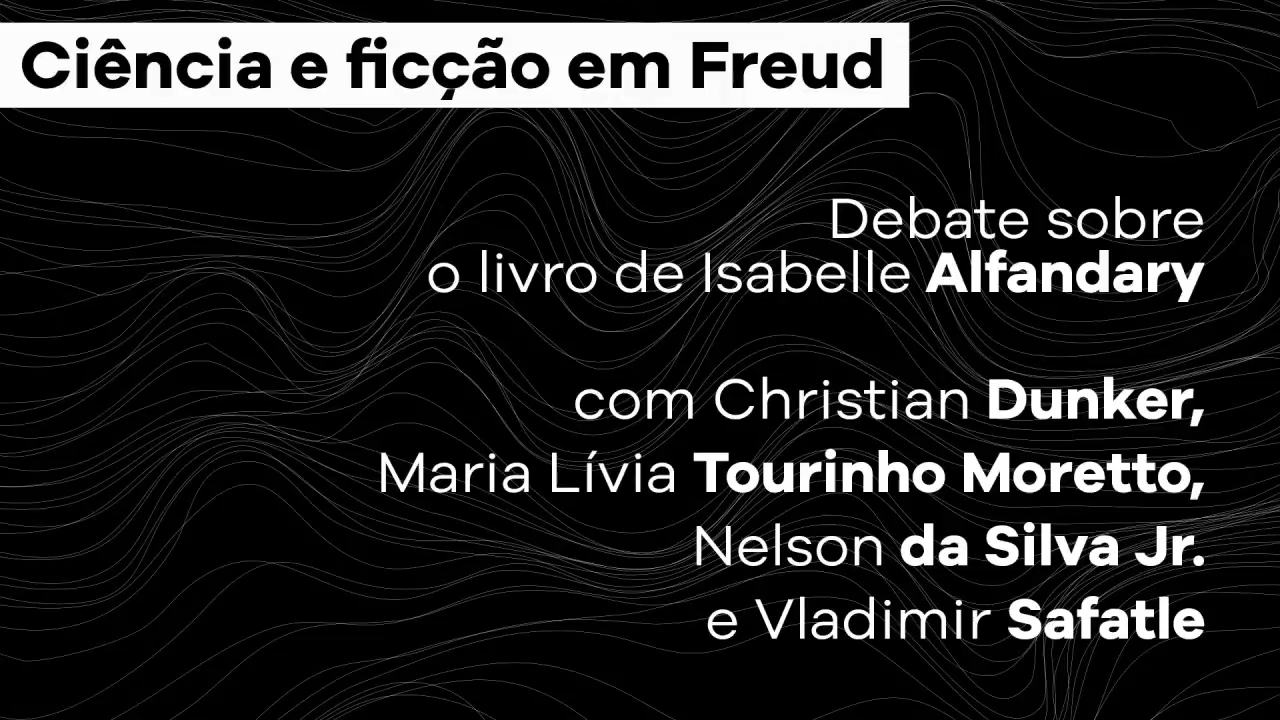 Ciência e ficção em Freud
Debate sobre
o livro de Isabelle Alfandary
com Christian Dunker,
Maria Lívia Tourinho Moretto,
Nelson da Silva Jr.
e Vladimir Safatle